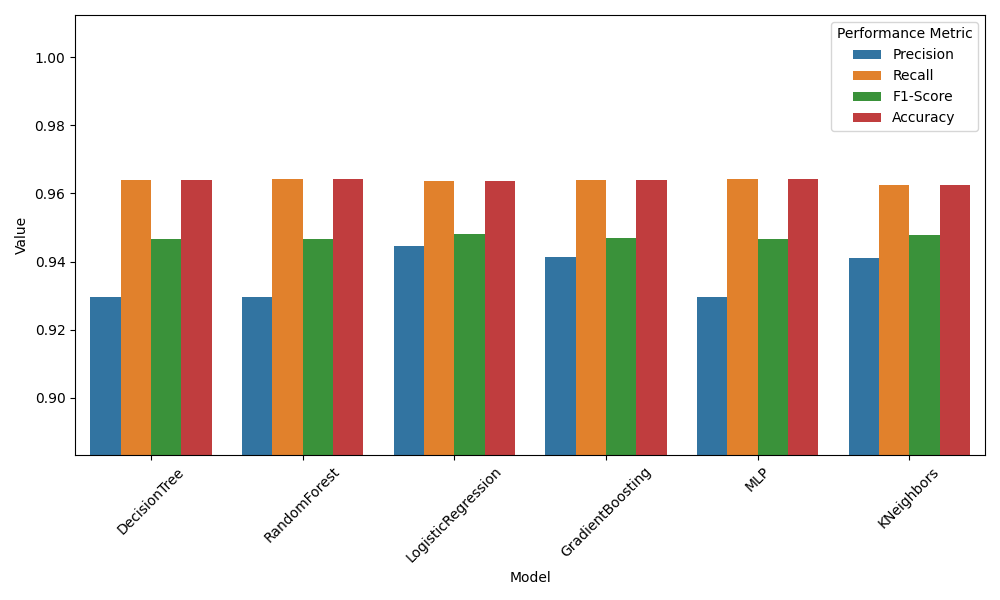 Performance Metric
Precision
Recall
F1-Score
Accuracy
1.00
0.98
0.96
0.94
0.92
0.90
Value
DecisionTree
RandomForest
LogisticRegression
GradientBoosting
MLP
KNeighbors
Model